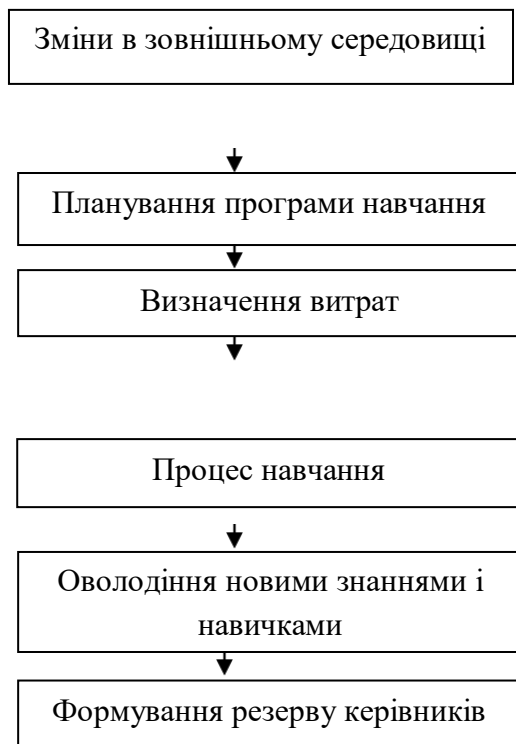 Зміни в зовнішньому середовищі
Планування програми навчання
Визначення витрат
Процес навчання
Оволодіння новими знаннями і
навичками
Формування резерву керівників